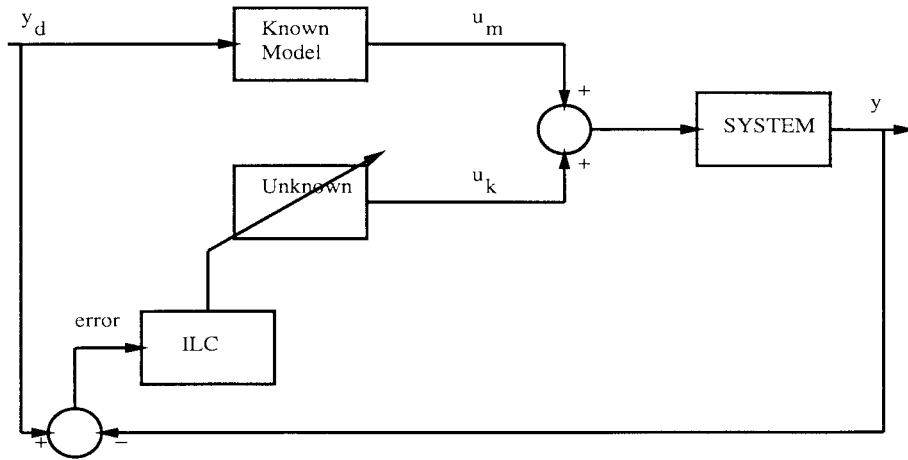 y_d
Known
Model
u_m
+
SYSTEM
y
+
Unknown
u_k
error
ILC
+
−